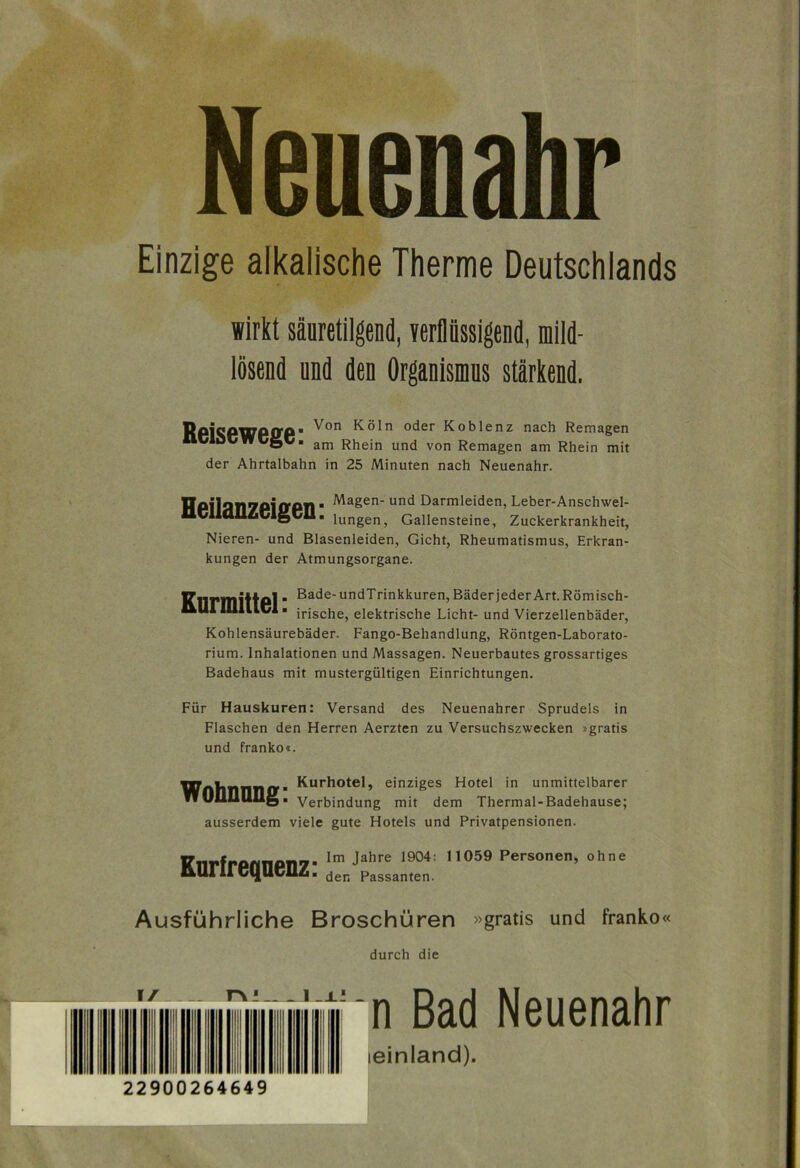 Neuenahr
Einzige alkalische Therme Deutschlands
wirkt säuretilgend, verflüssigend, mild-
lösend und den Organismus stärkend.
Reisewege: Von Köln oder Koblenz nach Remagen
am Rhein und von Remagen am Rhein mit
der Ahrtalbahn in 25 Minuten nach Neuenahr.
Heilanzeigen: Magen- und Darmleiden, Leber-Anschwel-
lungen, Gallensteine, Zuckerkrankheit,
Nieren- und Blasenleiden, Gicht, Rheumatismus, Erkran-
kungen der Atmungsorgane.
Kurmittel: Bade- undTrinkkuren, Bäder jeder Art. Römisch-
irische, elektrische Licht- und Vierzellenbäder,
Kohlensäurebäder. Fango-Behandlung, Röntgen-Laborato-
rium. Inhalationen und Massagen. Neuerbautes grossartiges
Badehaus mit mustergültigen Einrichtungen.
Für Hauskuren: Versand des Neuenahrer Sprudels in
Flaschen den Herren Aerzten zu Versuchszwecken »gratis
und franko«.
Wohnung: Kurhotel, einziges Hotel in unmittelbarer
Verbindung mit dem Thermal-Badehause;
ausserdem viele gute Hotels und Privatpensionen.
Kurfrequenz: Im Jahre 1904: 11059 Personen, ohne
den Passanten.
Ausführliche Broschüren »gratis und franko«
durch die
n Bad Neuenahr
einland).
22900264649